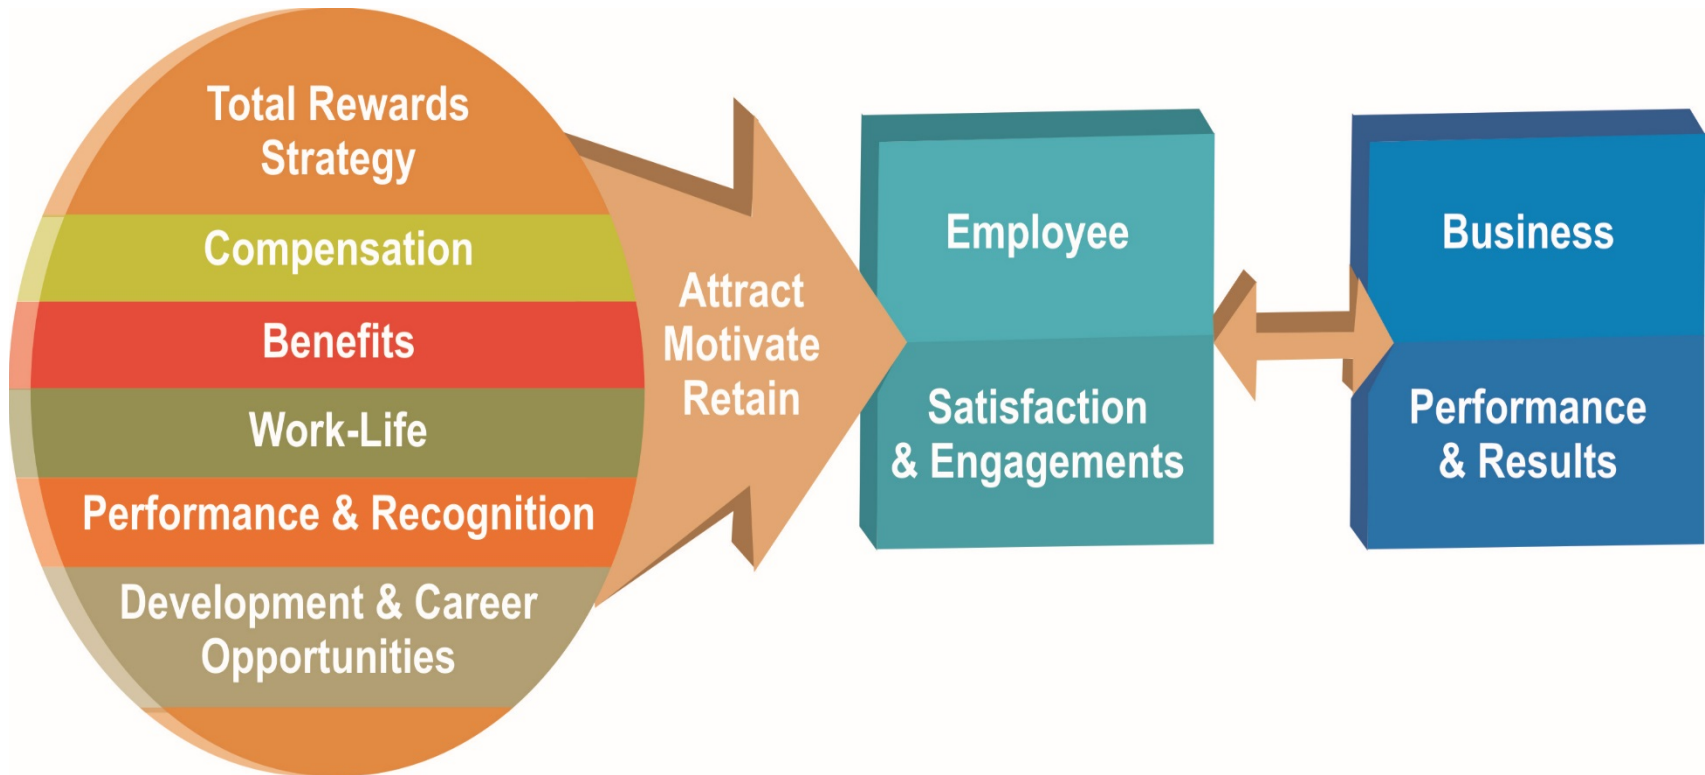 Total Rewards
Strategy
Compensation
Benefits
Work-Life
Performance & Recognition
Development & Career
Opportunities
Attract
Motivate
Retain
Employee
Satisfaction
& Engagements
Business
Performance
& Results